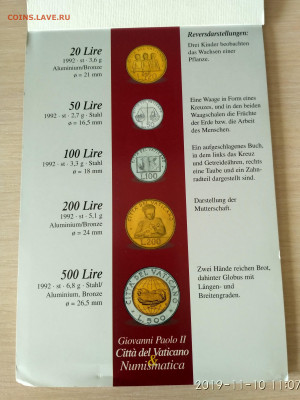 COINS.LAVE.RU
20 Lire
1992 · st · 3,6 g
Aluminium/Bronze
ø = 21 mm
Reversdarstellungen:
Drei Kinder beobachten
das Wachsen einer
Pflanze.
50 Lire
1992 · st · 2,7 g · Stahl
ø = 16,5 mm
Eine Waage in Form eines
Kreuzes, und in den beiden
Waagschalen die Früchte
der Erde bzw. die Arbeit
des Menschen.
100 Lire
1992 · st · 3,3 g · Stahl
ø = 18 mm
L.100
Ein aufgeschlagenes Buch,
in dem links das Kreuz
und Getreideähren, rechts
eine Taube und ein Zahn-
radteil dargestellt sind.
200 Lire
1992 · st · 5,1 g
Aluminium/Bronze
ø = 24 mm
L.200
Darstellung der
Mutterschaft.
500 Lire
1992 · st · 6,8 g · Stahl/
Aluminium, Bronze
ø = 26,5 mm
CITTÀ DEL VATICANO
L.500
Zwei Hände reichen Brot,
dahinter Globus mit
Längen- und
Breitengraden.
Giovanni Paolo II
Città del Vaticano
&
Numismatica
2019-11-10 11:07